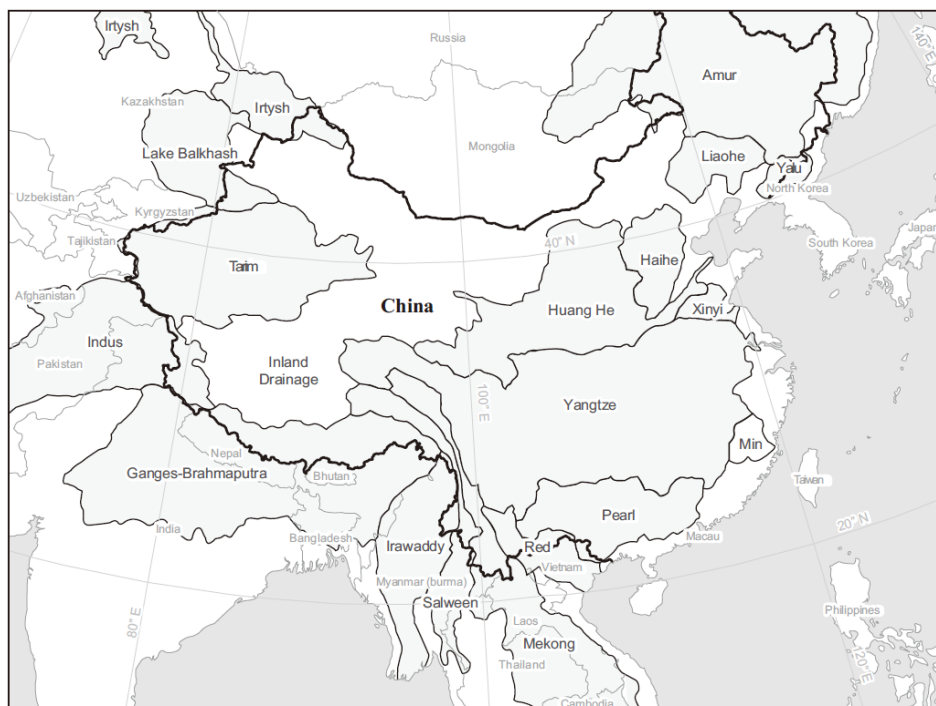 Irtysh
Russia
140° E
Amur
Kazakhstan
Irtysh
Mongolia
Lake Balkhash
Liaohe
Yalu
Uzbekistan
Kyrgyzstan
North Korea
Tajikistan
40° N
South Korea
Japan
Tarim
Haihe
Afghanistan
China
Huang He
Xinyi
Indus
Pakistan
Inland
Drainage
100° E
Yangtze
Min
Nepal
Ganges-Brahmaputra
Bhutan
Taiwan
India
Pearl
20° N
Bangladesh
Macau
Irawaddy
Red
Vietnam
Myanmar (burma)
Salween
Philippines
80° E
Laos
Mekong
Thailand
120° E
Cambodia